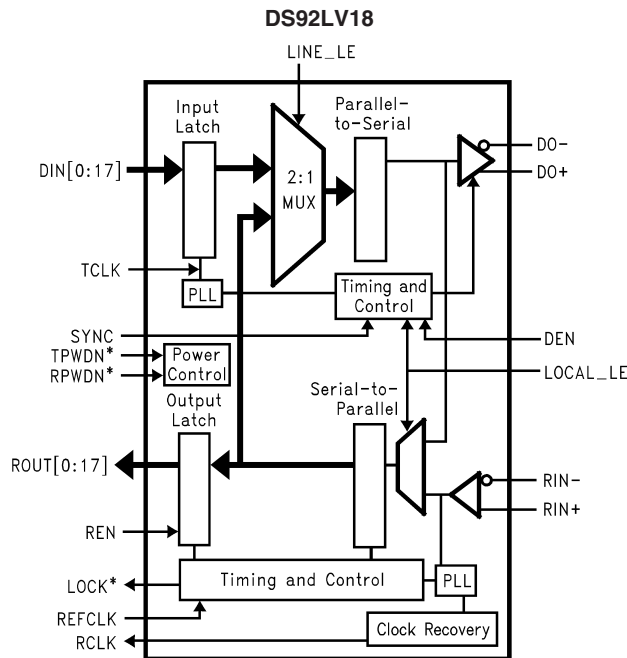 DS92LV18
LINE_LE
Input
Latch
Parallel-
to-Serial
DIN[0:17]
2:1
MUX
DO-
DO+
TCLK
PLL
Timing and
Control
SYNC
DEN
TPWDN*
RPWDN*
Power
Control
LOCAL_LE
Output
Latch
Serial-to-
Parallel
ROUT[0:17]
RIN-
RIN+
REN
LOCK*
Timing and Control
PLL
REFCLK
RCLK
Clock Recovery